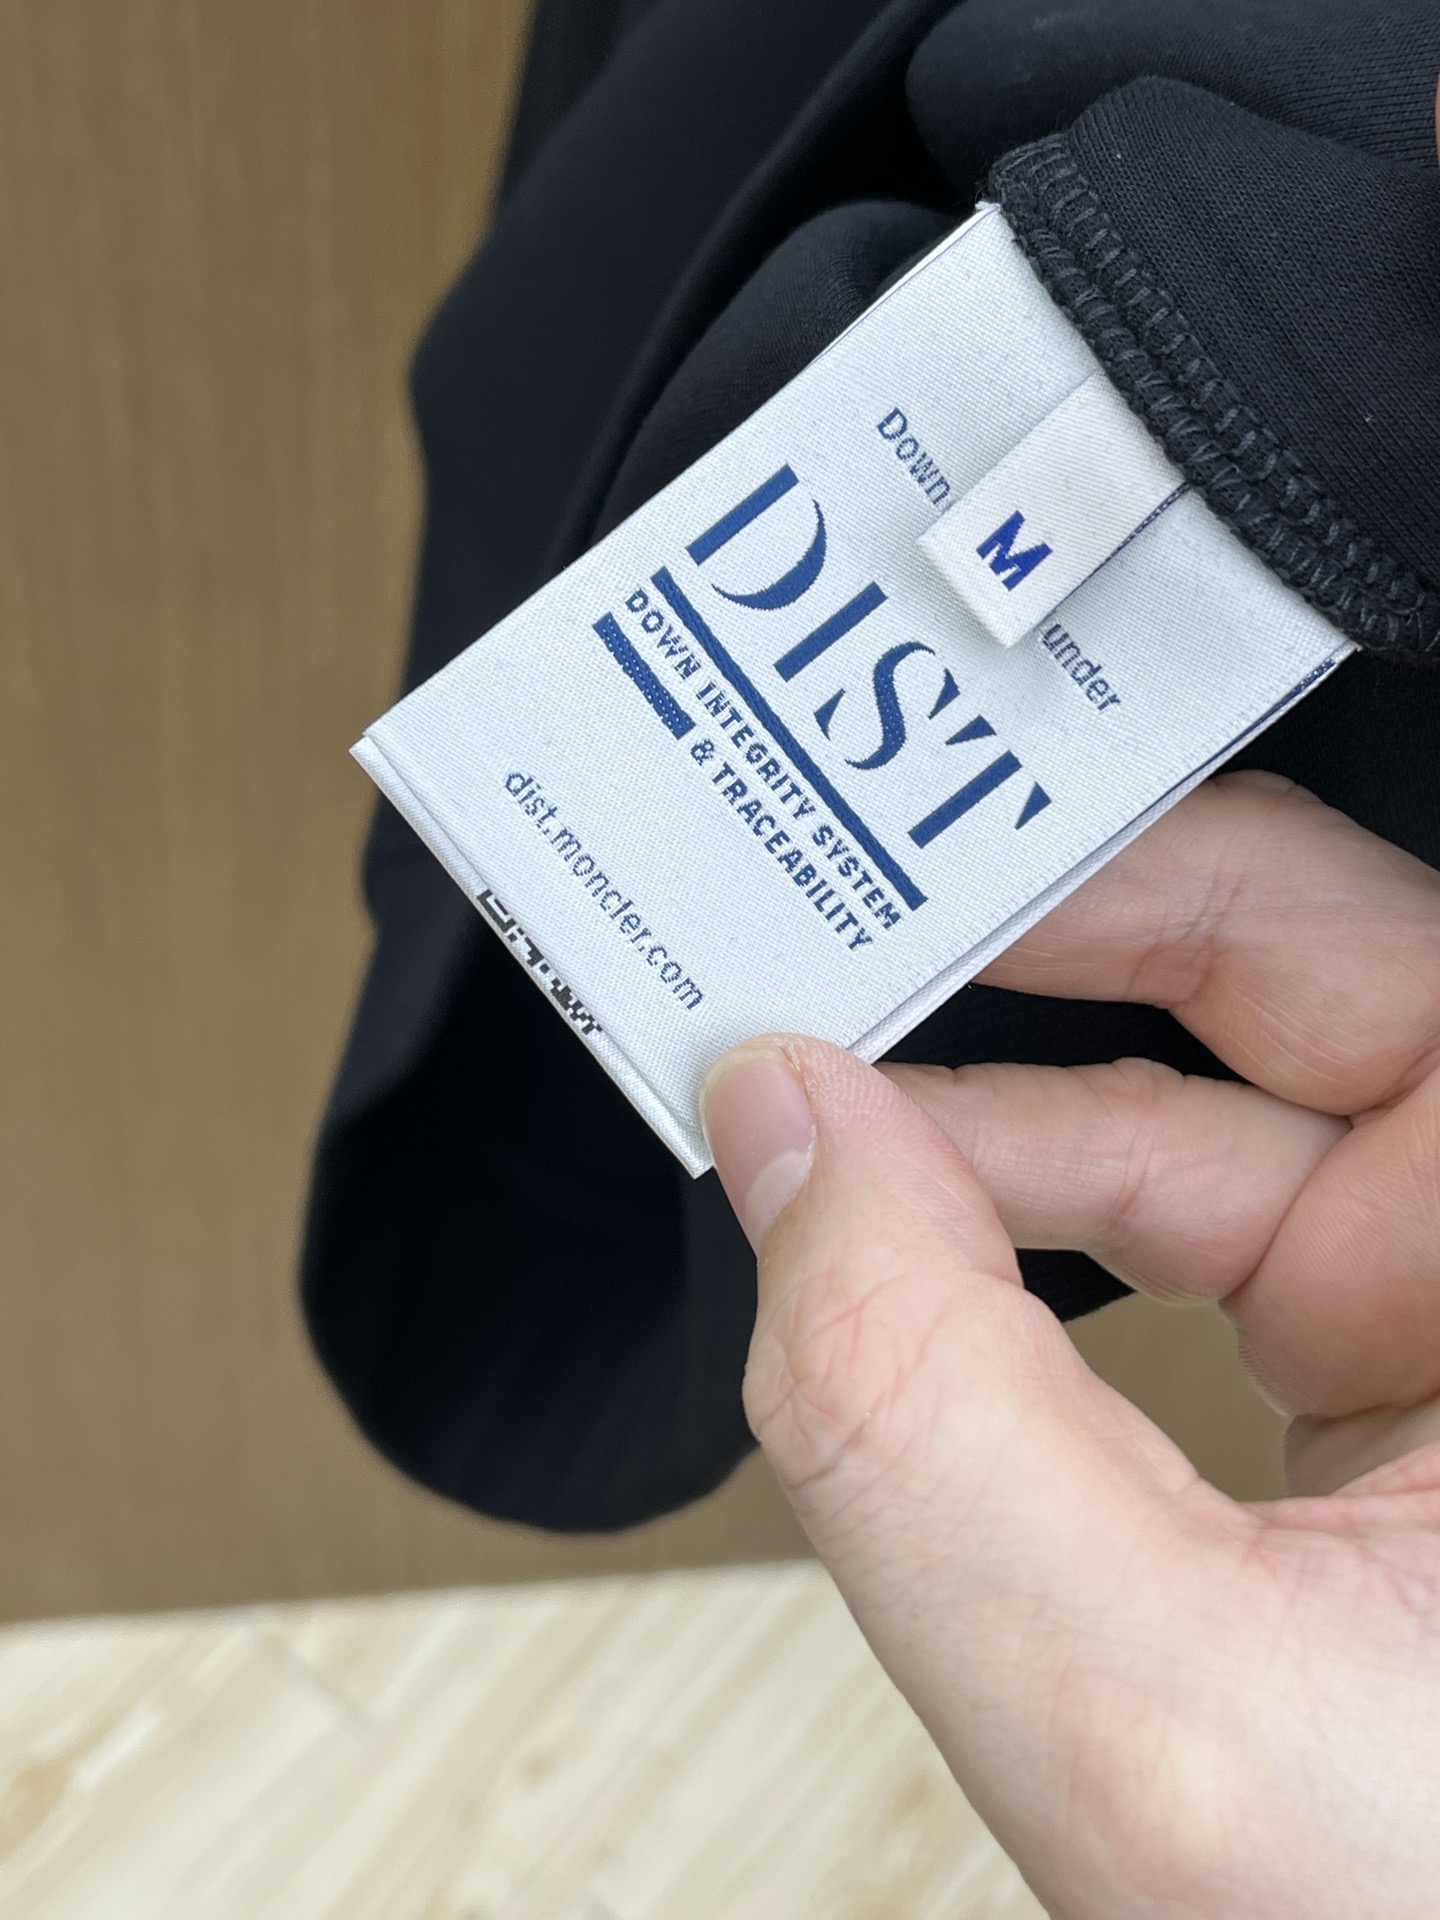 Down
under
M
DIST
DOWN INTEGRITY SYSTEM
& TRACEABILITY
dist.moncler.com